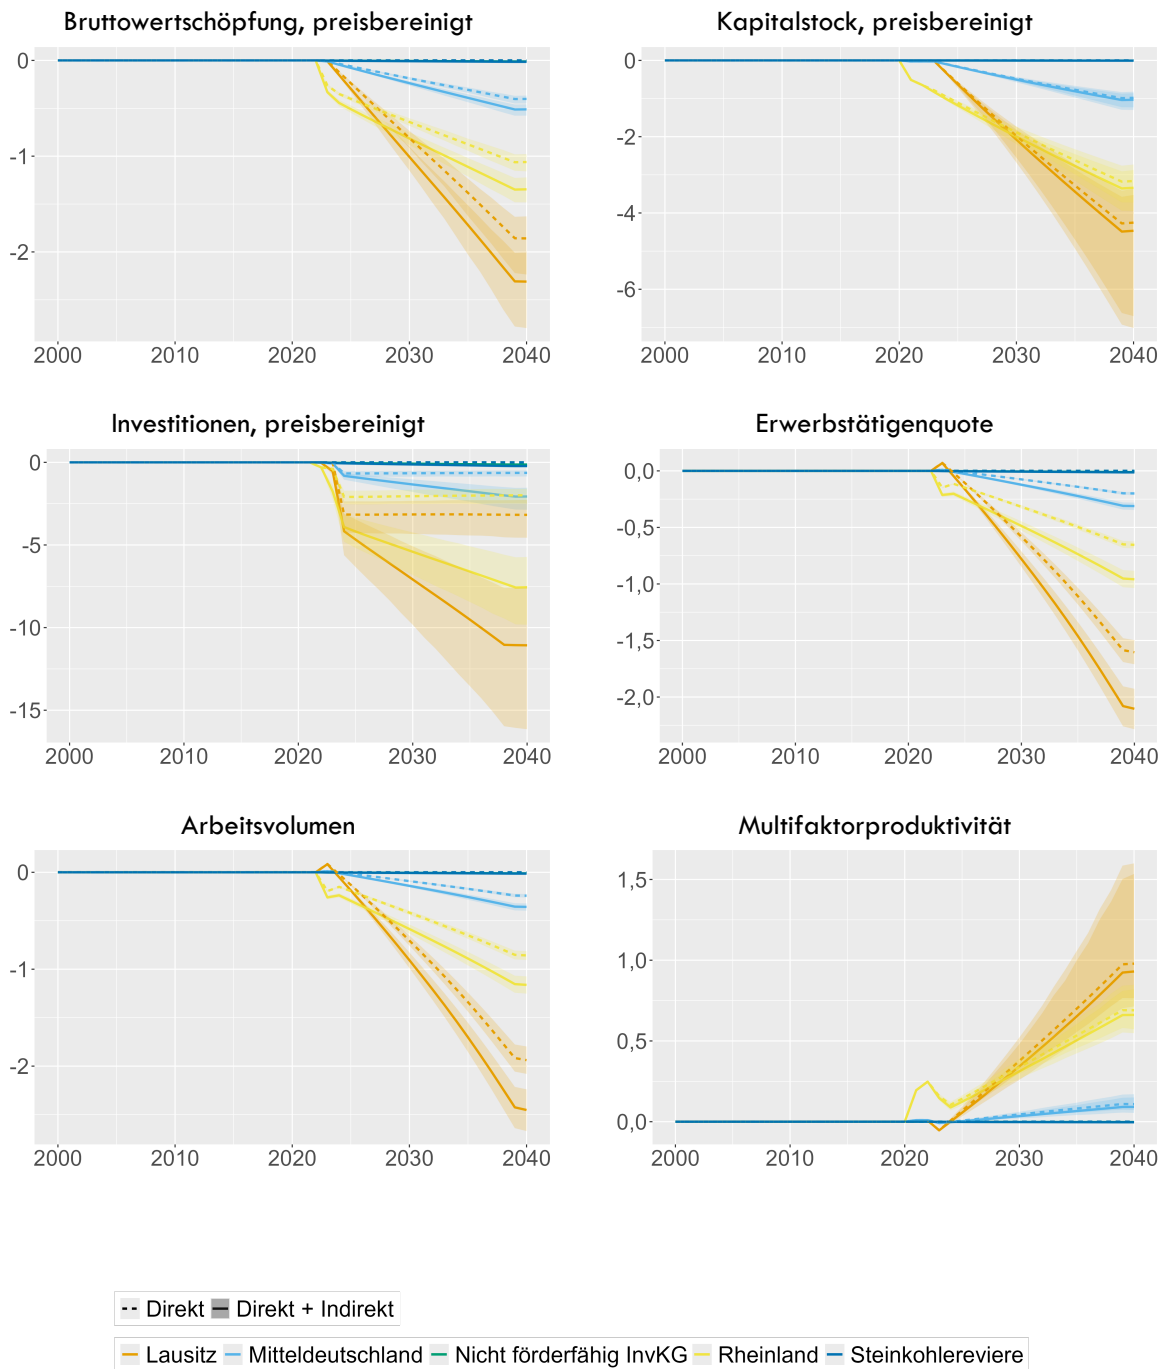 Bruttowertschöpfung, preisbereinigt
Kapitalstock, preisbereinigt
0
-1
-2
2000 2010 2020 2030 2040
0
-2
-4
-6
2000 2010 2020 2030 2040
Investitionen, preisbereinigt
Erwerbstätigenquote
0
-5
-10
-15
2000 2010 2020 2030 2040
0,0
-0,5
-1,0
-1,5
-2,0
2000 2010 2020 2030 2040
Arbeitsvolumen
Multifaktorproduktivität
0
-1
-2
2000 2010 2020 2030 2040
1,5
1,0
0,5
0,0
2000 2010 2020 2030 2040
Direkt Direkt + Indirekt
Lausitz Mitteldeutschland Nicht förderfähig InvKG Rheinland Steinkohlereviere